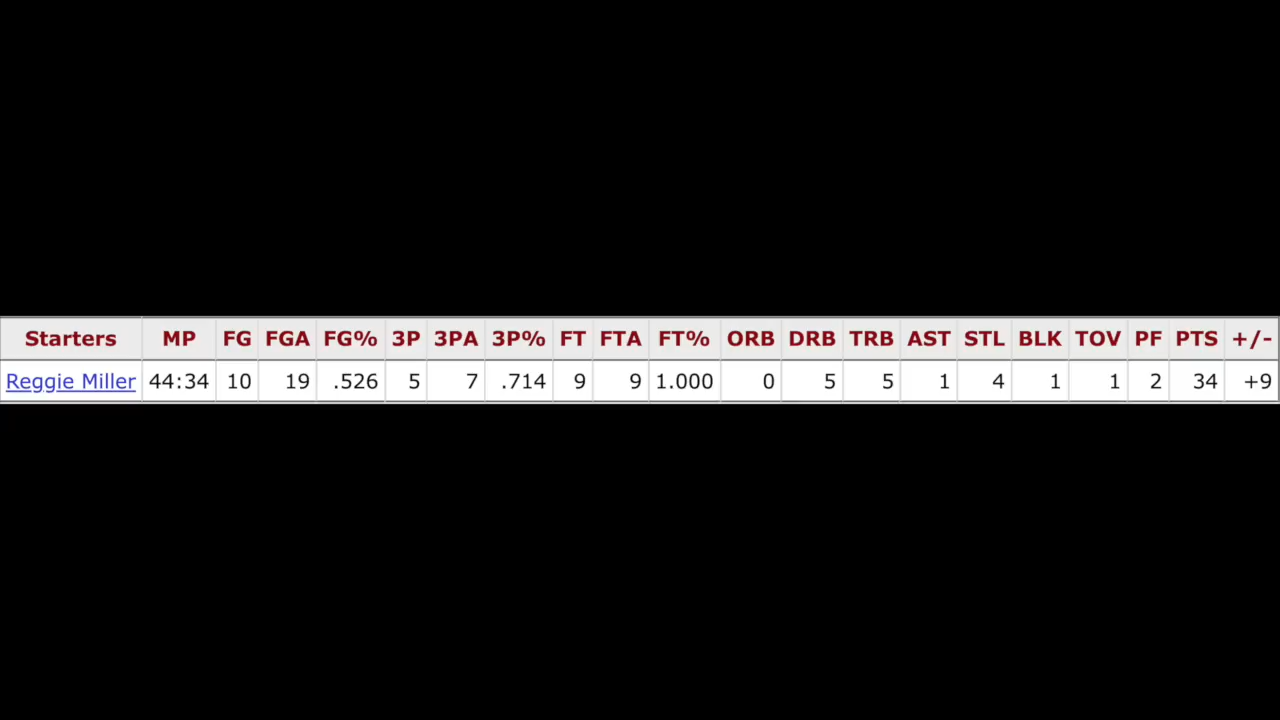 Starters MP FG FGA FG% 3P 3PA 3P% FT FTA FT% ORB DRB TRB AST STL BLK TOV PF PTS +/-
Reggie Miller 44:34 10 19 .526 5 7 .714 9 9 1.000 0 5 5 1 4 1 1 2 34 +9